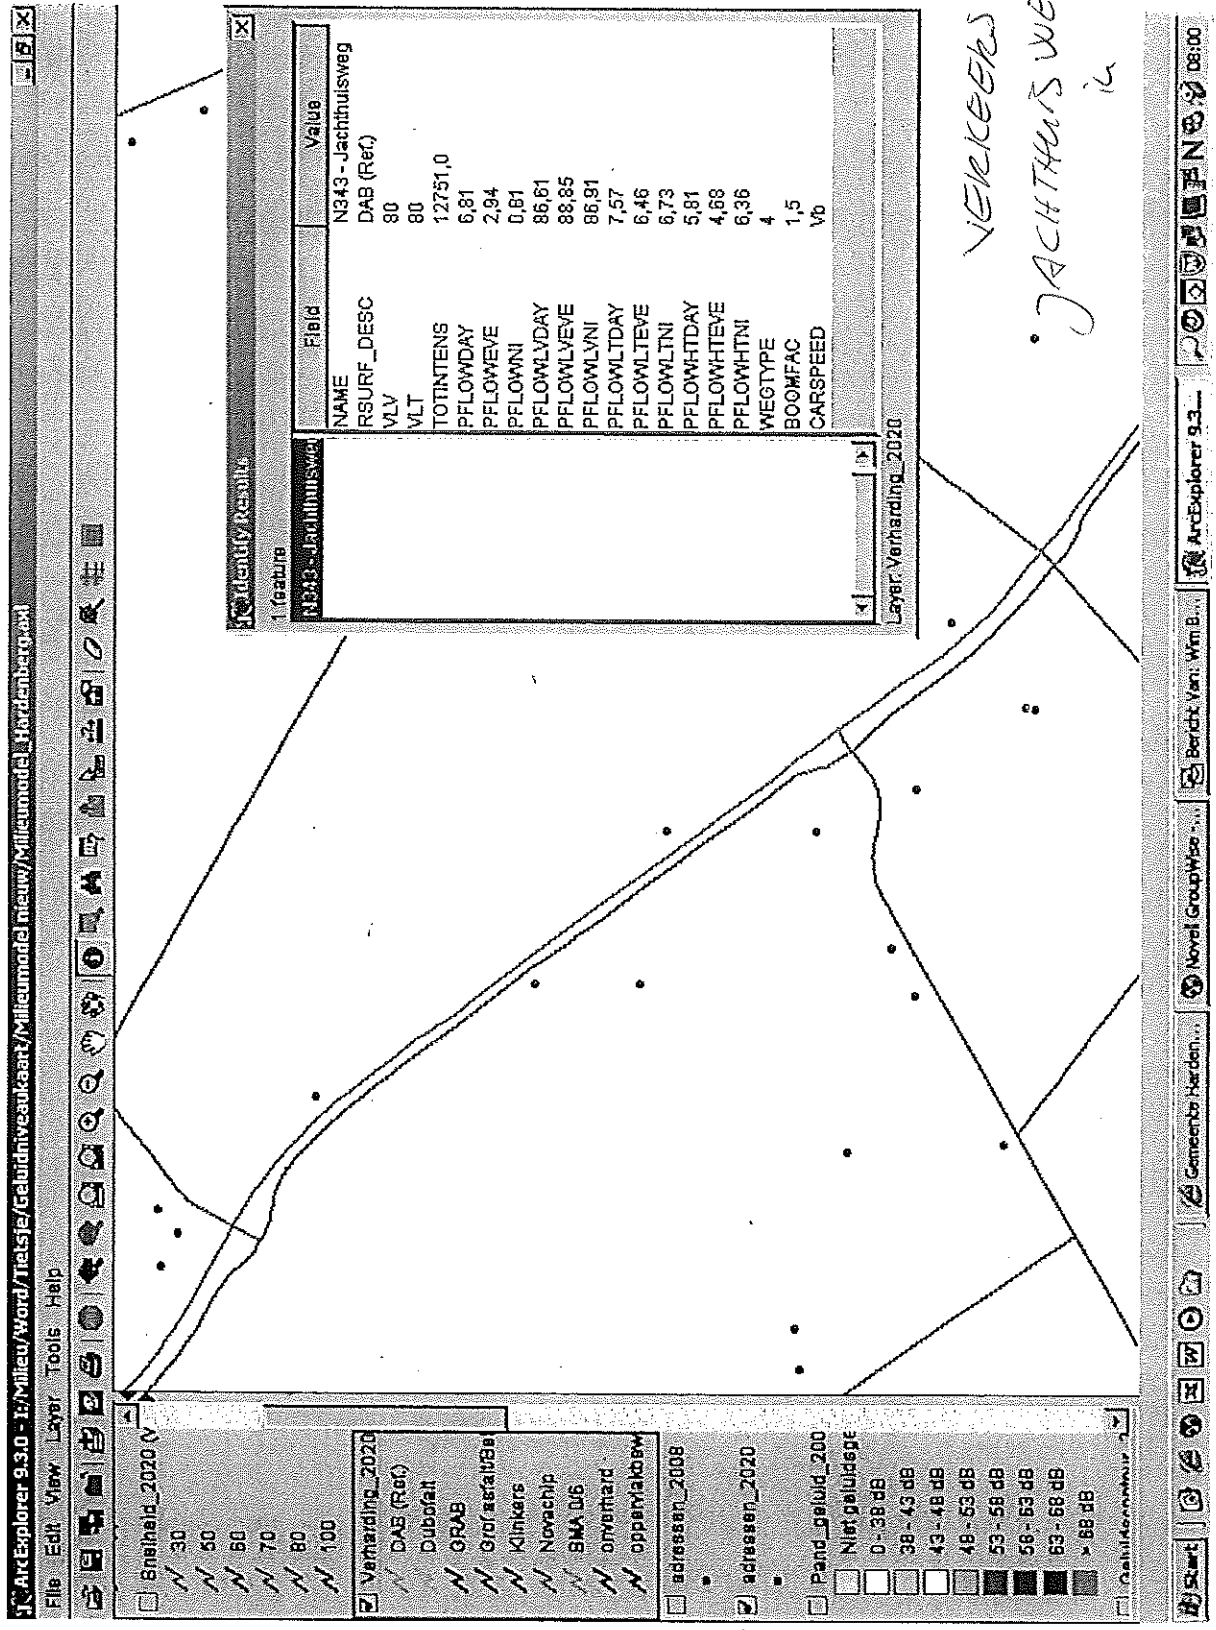 ArcExplorer 9.3.0 - I:/Milieu/Word/Tietsje/Geluidniveaukaart/Milieumodel nieuw/Milieumodel_Hardenberg.axl
File Edit View Layer Tools Help
Snelheid_2020 (V
30
50
60
70
80
100
Verharding_2020
DAB (Ref.)
Dubofalt
GRAB
Grof asfalt/Be
Klinkers
Novachip
SMA 0/6
onverhard
oppervlakbew
adressen_2008
adressen_2020
Pand_geluid_200
Niet geluidsge
0 - 38 dB
38 - 43 dB
43 - 48 dB
48 - 53 dB
53 - 58 dB
58 - 63 dB
63 - 68 dB
> 68 dB
Identify Results
1 feature
N343 - Jachthuiswe
Field Value
NAME N343 - Jachthuisweg
RSURF_DESC DAB (Ref.)
VLV 80
VLT 80
TOTINTENS 12751,0
PFLOWDAY 6,81
PFLOWEVE 2,94
PFLOWNI 0,81
PFLOWLVDAY 86,61
PFLOWLVEVE 88,85
PFLOWLVNI 86,91
PFLOWLTDAY 7,57
PFLOWLTEVE 6,46
PFLOWLTNI 6,73
PFLOWHTDAY 5,81
PFLOWHTEVE 4,68
PFLOWHTNI 6,36
WEGTYPE 4
BOOMFAC 1,5
CARSPEED Vb
Layer: Verharding_2020
VERKEERS
JACHTHUISWE
in
Start
Gemeente Harden...
Novell GroupWise -...
Bericht Van: Wim B...
ArcExplorer 9.3....
08:00